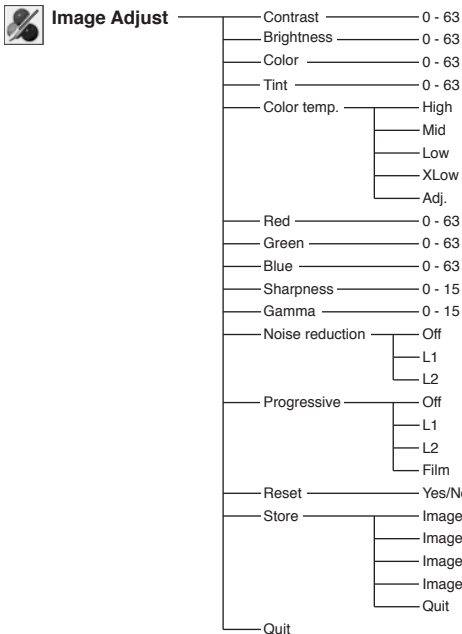 Image Adjust
Contrast 0 - 63
Brightness 0 - 63
Color 0 - 63
Tint 0 - 63
Color temp. High
Mid
Low
XLow
Adj.
Red 0 - 63
Green 0 - 63
Blue 0 - 63
Sharpness 0 - 15
Gamma 0 - 15
Noise reduction Off
L1
L2
Progressive Off
L1
L2
Film
Reset
Store Image
Image
Image
Image
Quit
Quit